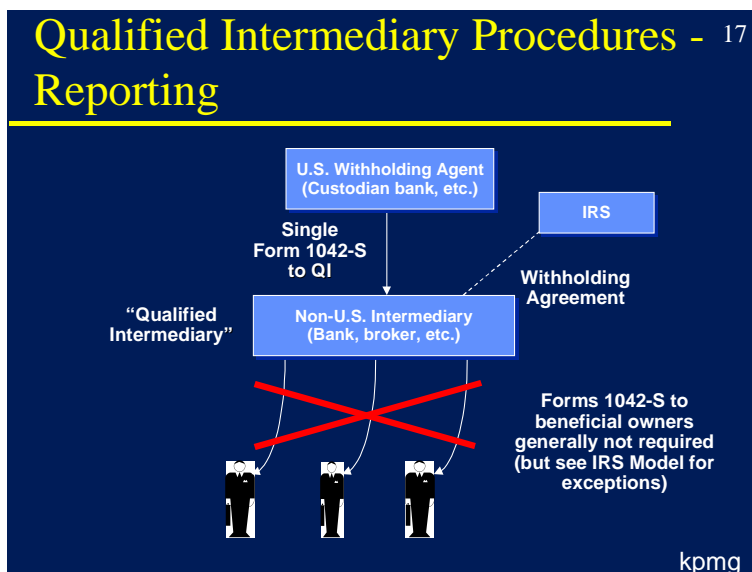 Qualified Intermediary Procedures -
Reporting
17
U.S. Withholding Agent
(Custodian bank, etc.)
IRS
Single
Form 1042-S
to QI
Withholding
Agreement
“Qualified
Intermediary”
Non-U.S. Intermediary
(Bank, broker, etc.)
Forms 1042-S to
beneficial owners
generally not required
(but see IRS Model for
exceptions)
kpmg